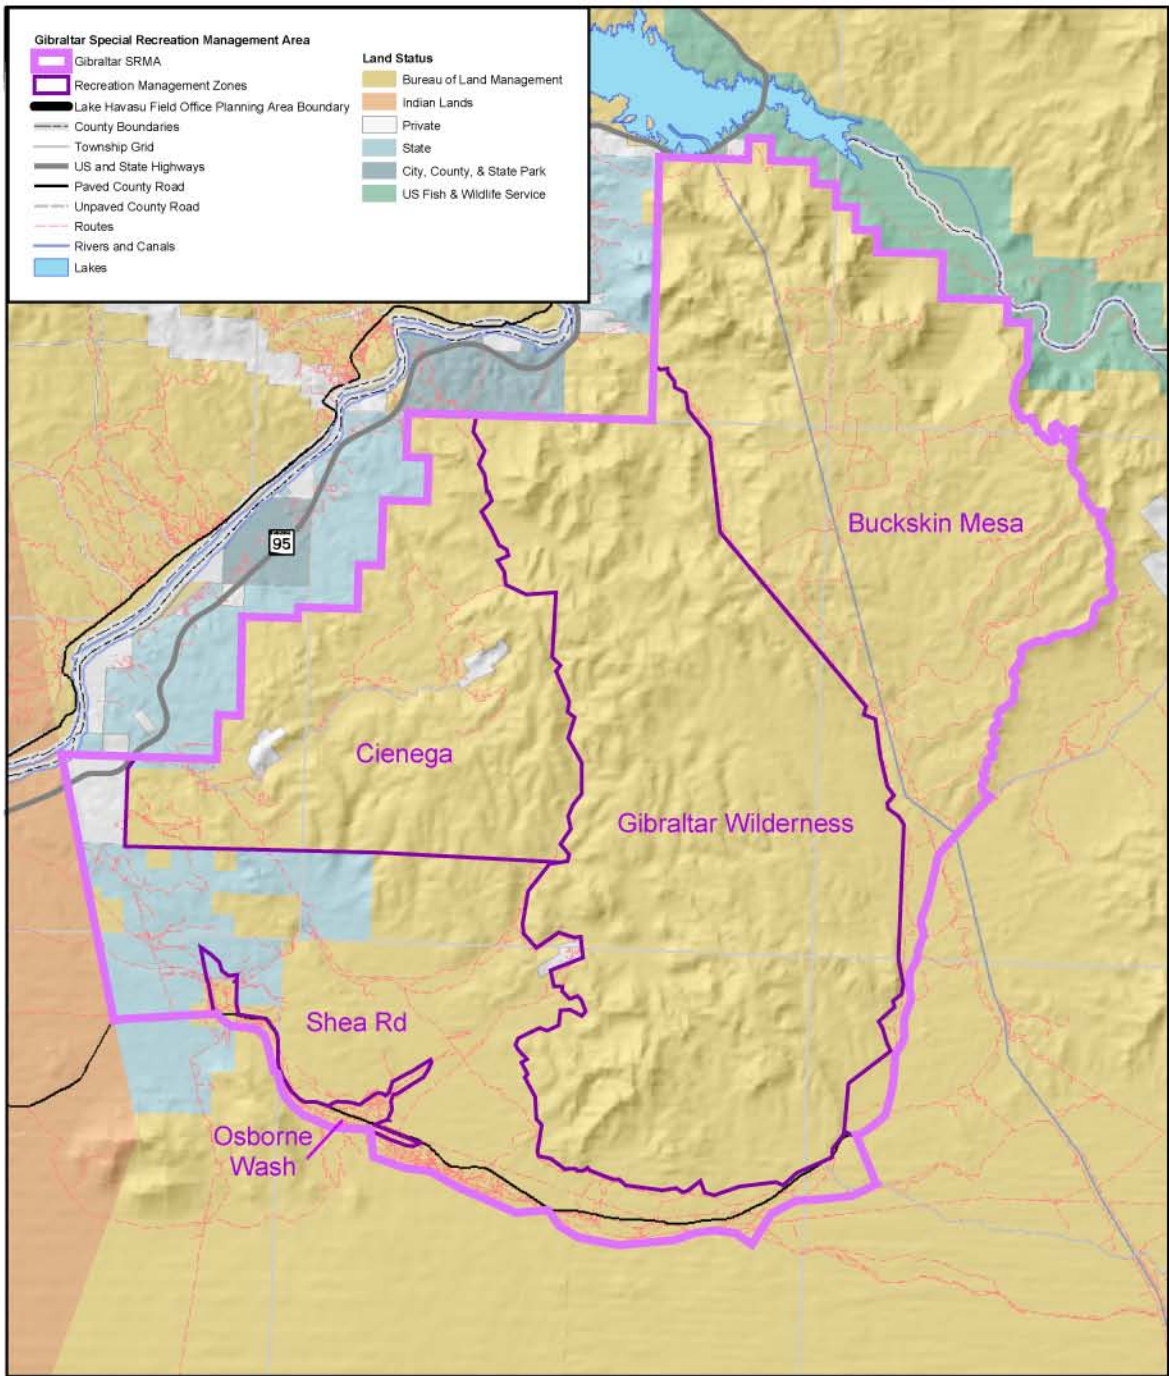 Gibraltar Special Recreation Management Area
Gibraltar SRMA
Recreation Management Zones
Lake Havasu Field Office Planning Area Boundary
County Boundaries
Township Grid
US and State Highways
Paved County Road
Unpaved County Road
Routes
Rivers and Canals
Lakes
Land Status
Bureau of Land Management
Indian Lands
Private
State
City, County, & State Park
US Fish & Wildlife Service
95
Buckskin Mesa
Cienega
Gibraltar Wilderness
Shea Rd
Osborne
Wash